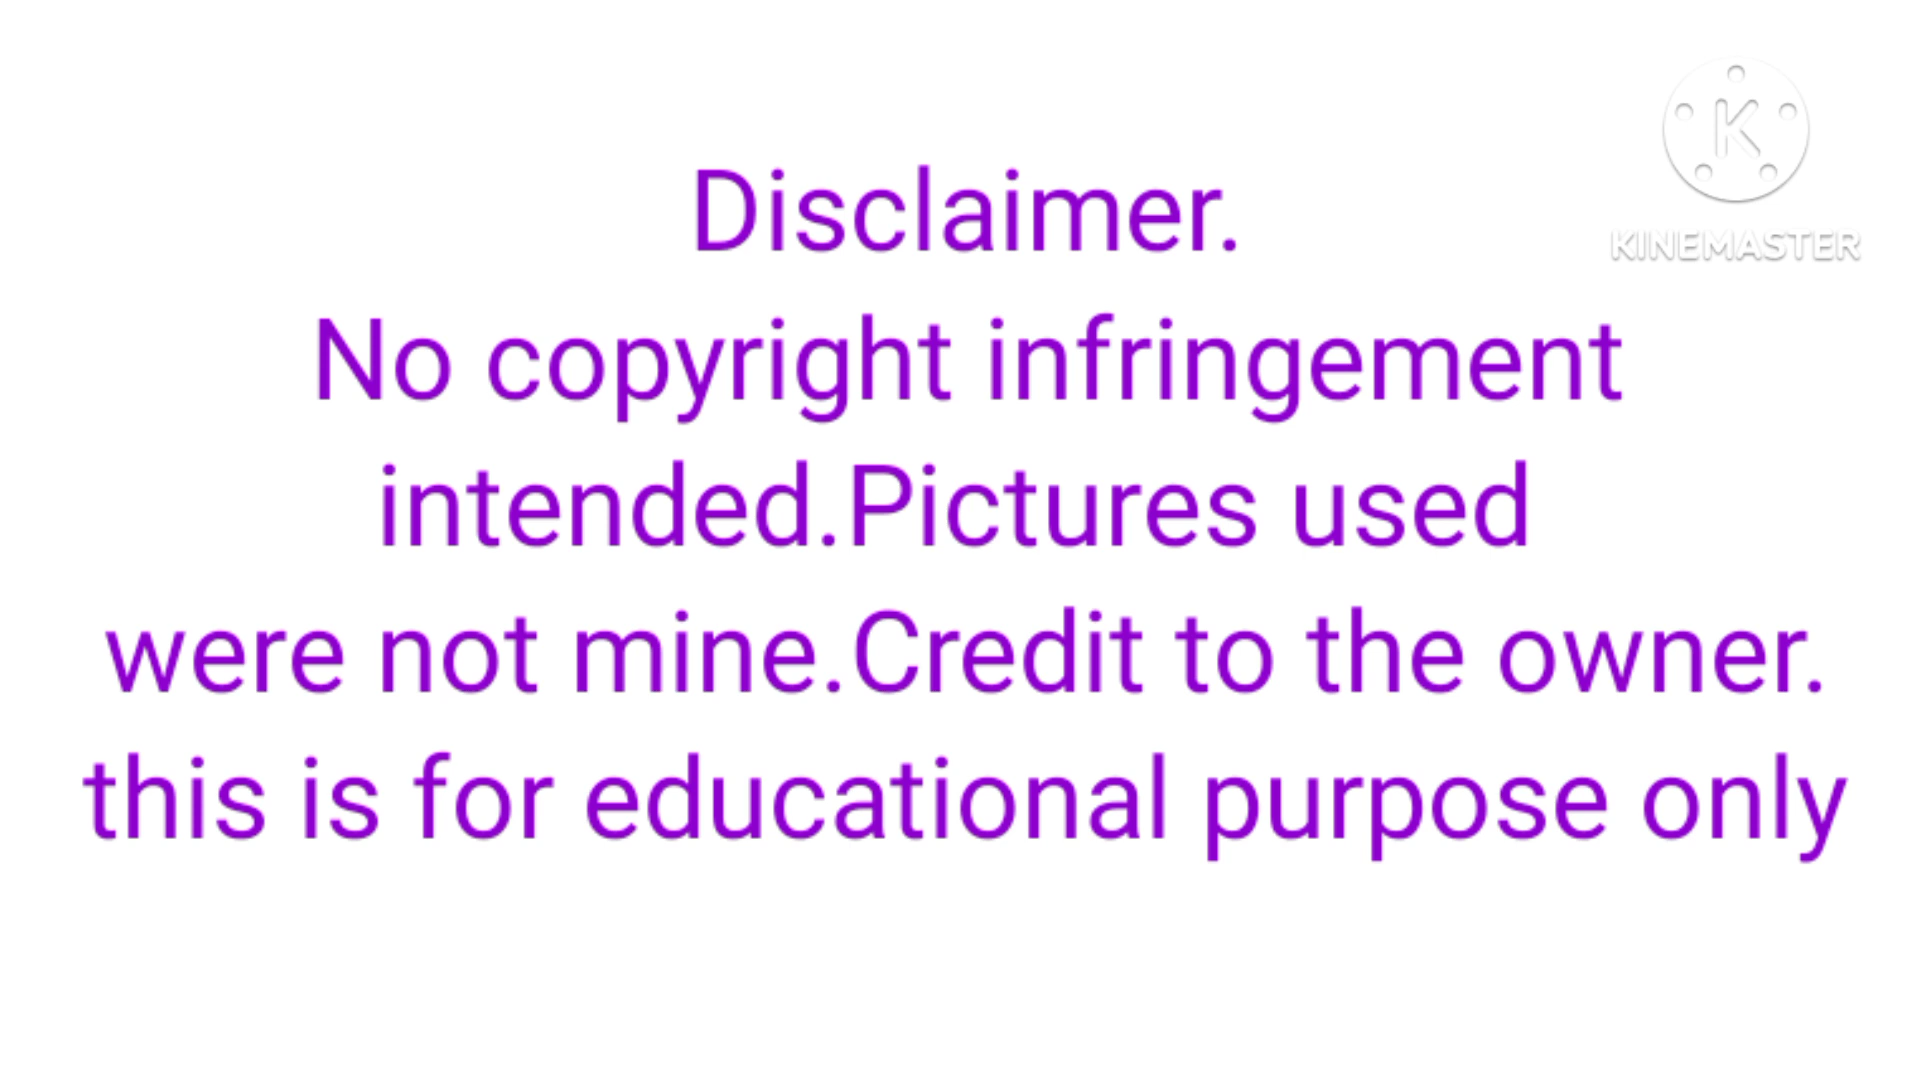 K
KINEMASTER
Disclaimer.
No copyright infringement
intended.Pictures used
were not mine.Credit to the owner.
this is for educational purpose only